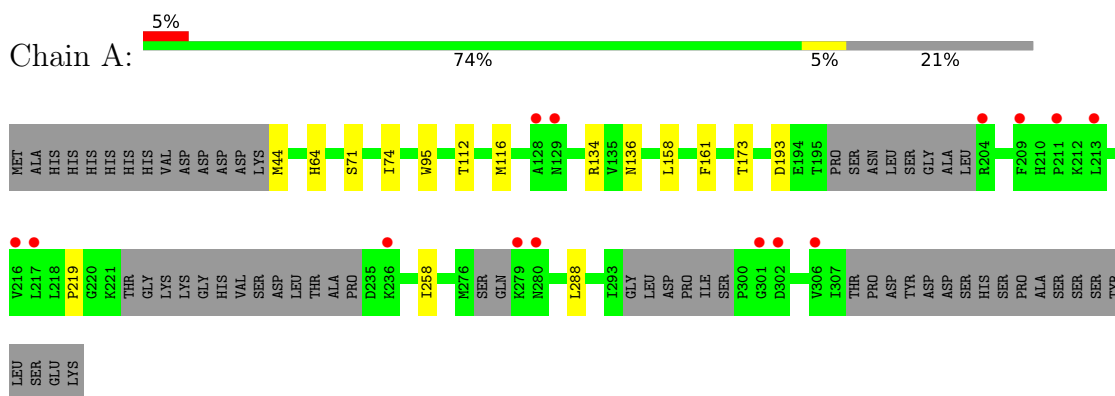 5%
Chain A:
74% 5% 21%
MET ALA HIS HIS HIS HIS HIS HIS VAL ASP ASP ASP ASP LYS M44 H64 S71 I74 W95 T112 M116 A128 N129 R134 V135 N136 L158 F161 T173 D193 E194 T195 PRO SER ASN LEU SER GLY ALA LEU R204 F209 H210 P211 K212 L213
V216 L217 L218 P219 G220 K221 THR GLY LYS LYS GLY HIS VAL SER ASP LEU THR ALA PRO D235 K236 I258 M276 SER GLN K279 N280 L288 I293 GLY LEU ASP PRO ILE SER P300 G301 D302 V306 I307 THR PRO ASP TYR ASP ASP SER HIS SER PRO ALA SER SER SER TYR
LEU SER GLU LYS